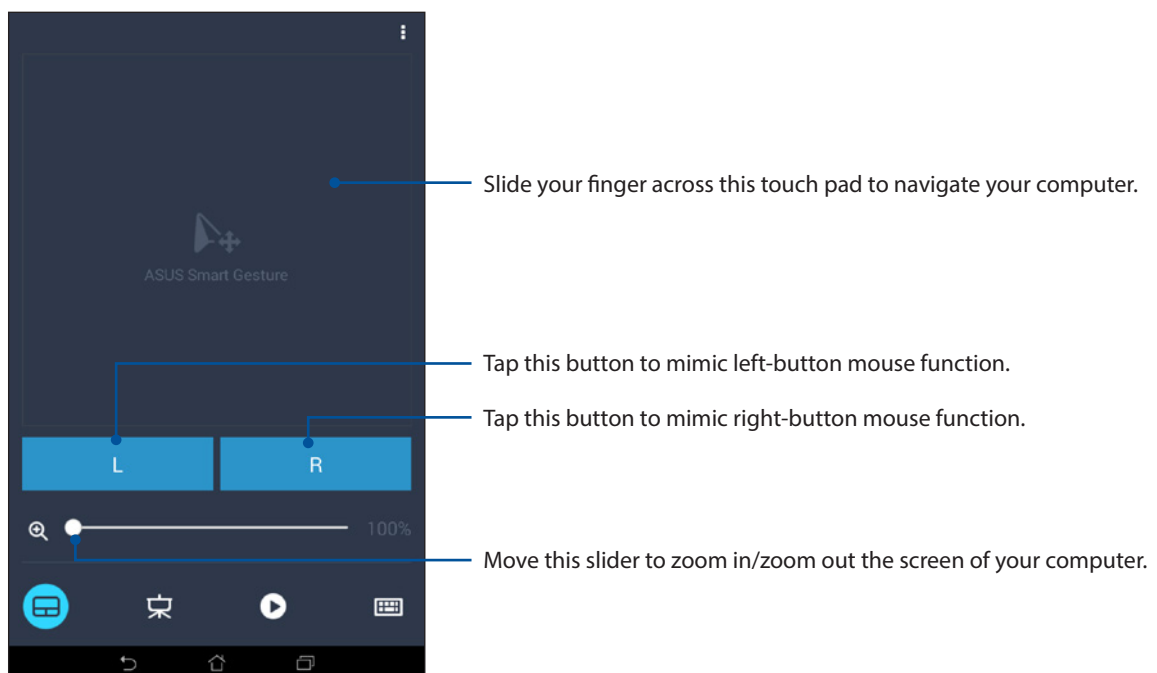 Slide your finger across this touch pad to navigate your computer.
ASUS Smart Gesture
Tap this button to mimic left-button mouse function.
Tap this button to mimic right-button mouse function.
L
R
100%
Move this slider to zoom in/zoom out the screen of your computer.